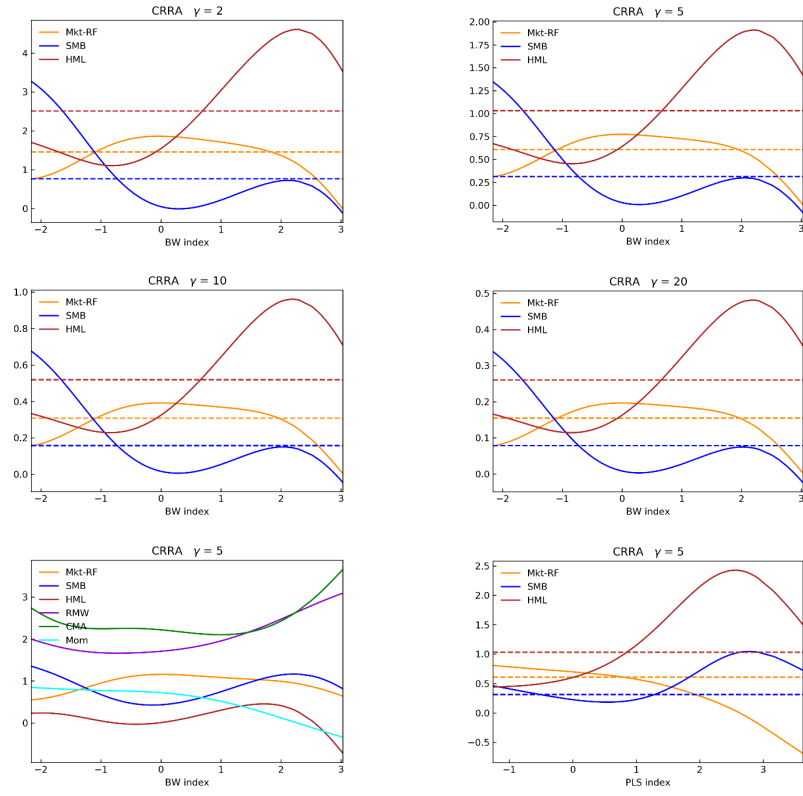 CRRA γ = 2
Mkt-RF
SMB
HML
4
3
2
1
0
−2 −1 0 1 2 3
BW index
CRRA γ = 5
Mkt-RF
SMB
HML
2.00
1.75
1.50
1.25
1.00
0.75
0.50
0.25
0.00
−2 −1 0 1 2 3
BW index
CRRA γ = 10
Mkt-RF
SMB
HML
1.0
0.8
0.6
0.4
0.2
0.0
−2 −1 0 1 2 3
BW index
CRRA γ = 20
Mkt-RF
SMB
HML
0.5
0.4
0.3
0.2
0.1
0.0
−2 −1 0 1 2 3
BW index
CRRA γ = 5
Mkt-RF
SMB
HML
RMW
CMA
Mom
3
2
1
0
−2 −1 0 1 2 3
BW index
CRRA γ = 5
Mkt-RF
SMB
HML
2.5
2.0
1.5
1.0
0.5
0.0
−0.5
−1 0 1 2 3
PLS index